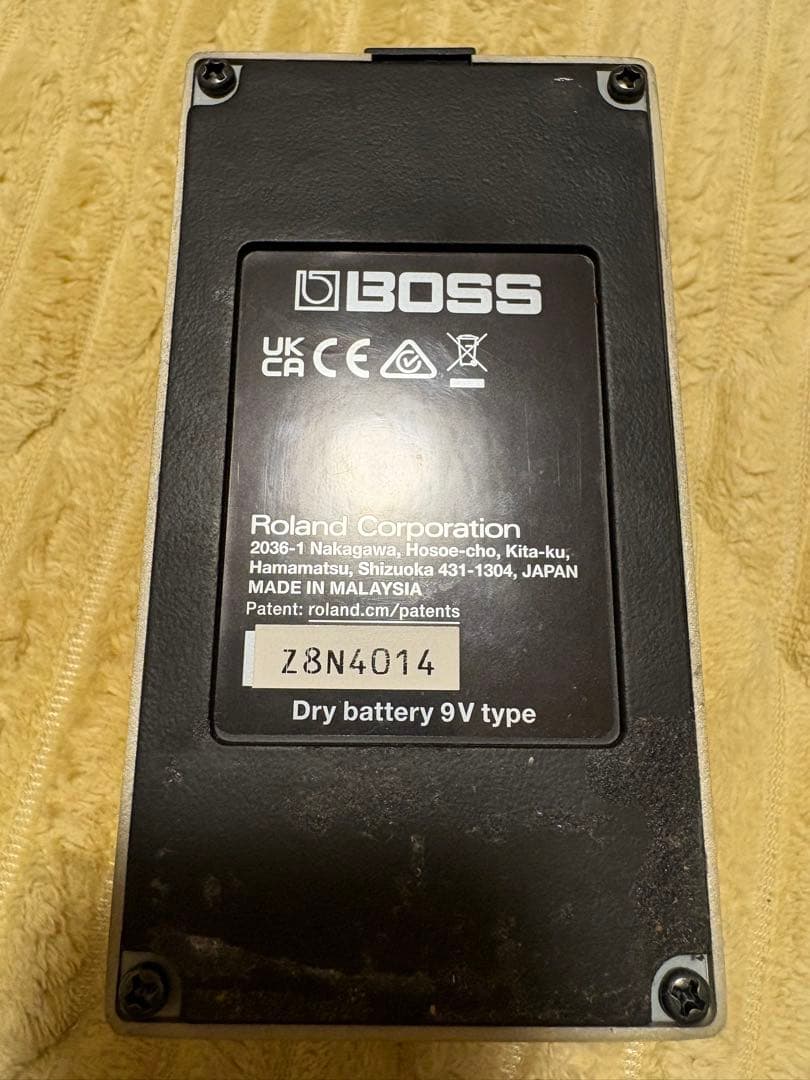 BOSS
UK
CA CE
Roland Corporation
2036-1 Nakagawa, Hosoe-cho, Kita-ku,
Hamamatsu, Shizuoka 431-1304, JAPAN
MADE IN MALAYSIA
Patent: roland.cm/patents
Z8N4014
Dry battery 9V type